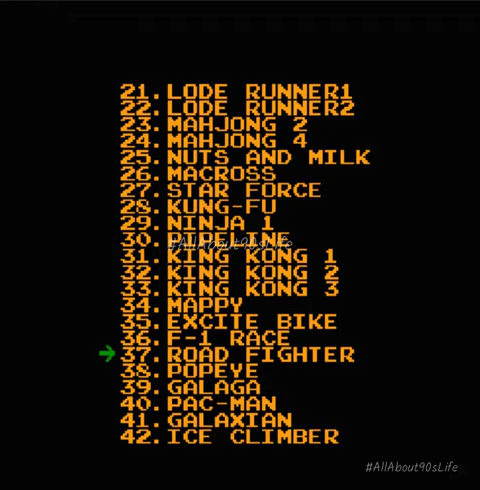 21. LODE RUNNER1
22. LODE RUNNER2
23. MAHJONG 2
24. MAHJONG 4
25. NUTS AND MILK
26. MACROSS
27. STAR FORCE
28. KUNG-FU
29. NINJA 1
30.
#AllAbout90sLife
31. KING KONG 1
32. KING KONG 2
33. KING KONG 3
34. MAPPY
35. EXCITE BIKE
36. F-1 RACE
→ 37. ROAD FIGHTER
38. POPEYE
39. GALAGA
40. PAC-MAN
41. GALAXIAN
42. ICE CLIMBER
#AllAbout90sLife